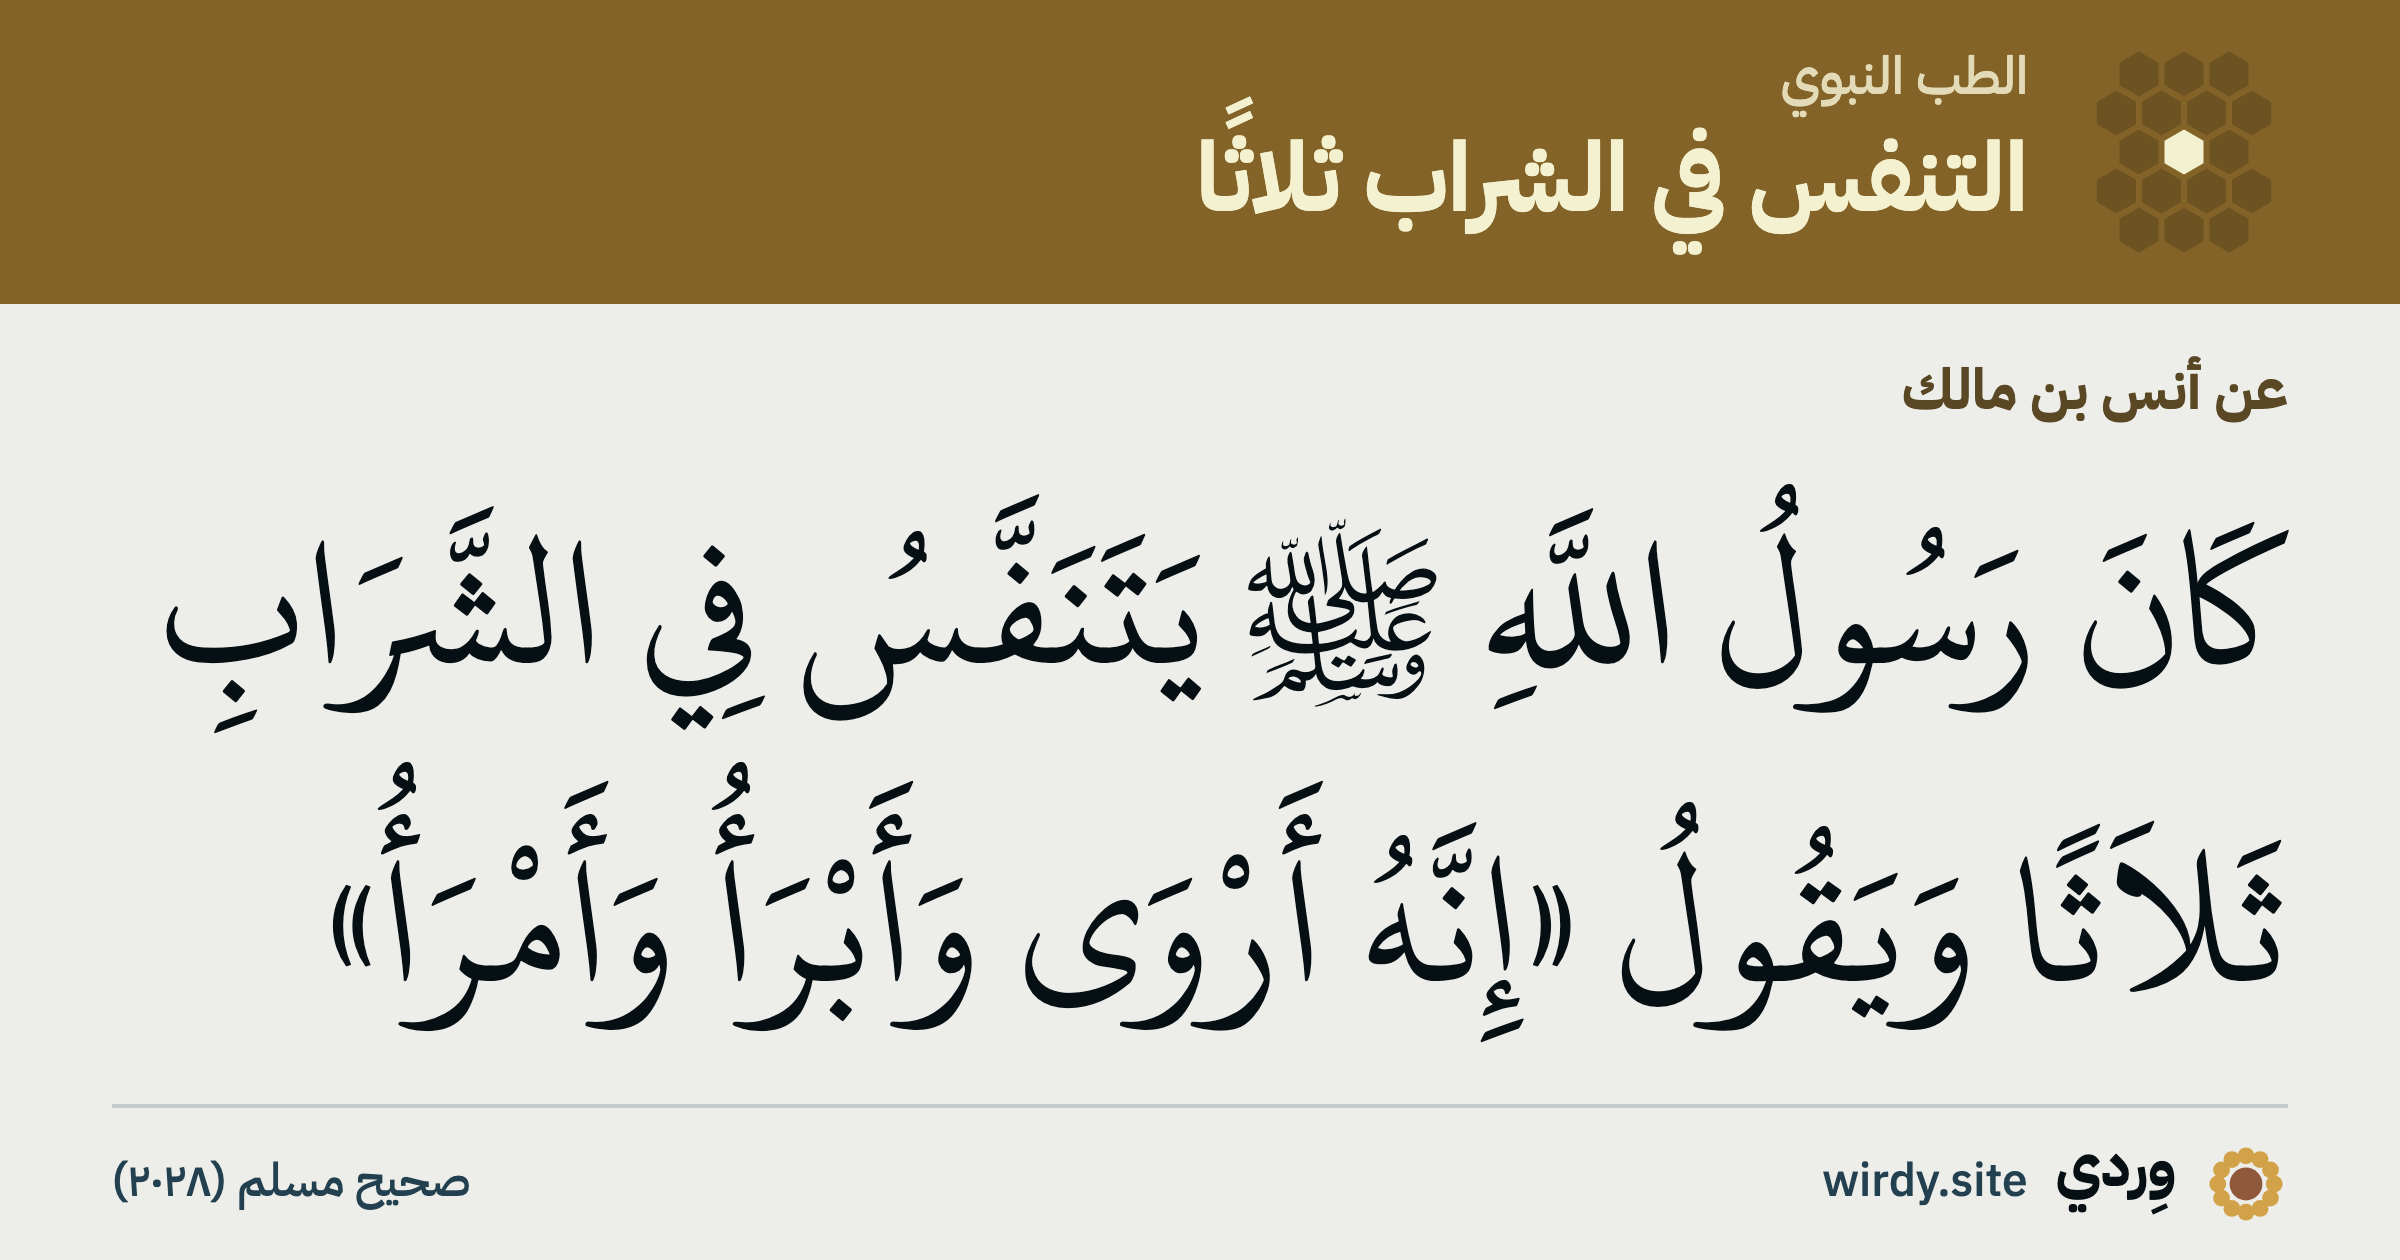 الطب النبوي
التنفس في الشراب ثلاثًا
عن أنس بن مالك
كَانَ رَسُولُ اللَّهِ ﷺ يَتَنَفَّسُ فِي الشَّرَابِ
ثَلَاثًا وَيَقُولُ «إِنَّهُ أَرْوَى وَأَبْرَأُ وَأَمْرَأُ»
وِردي wirdy.site
صحيح مسلم (٢٠٢٨)